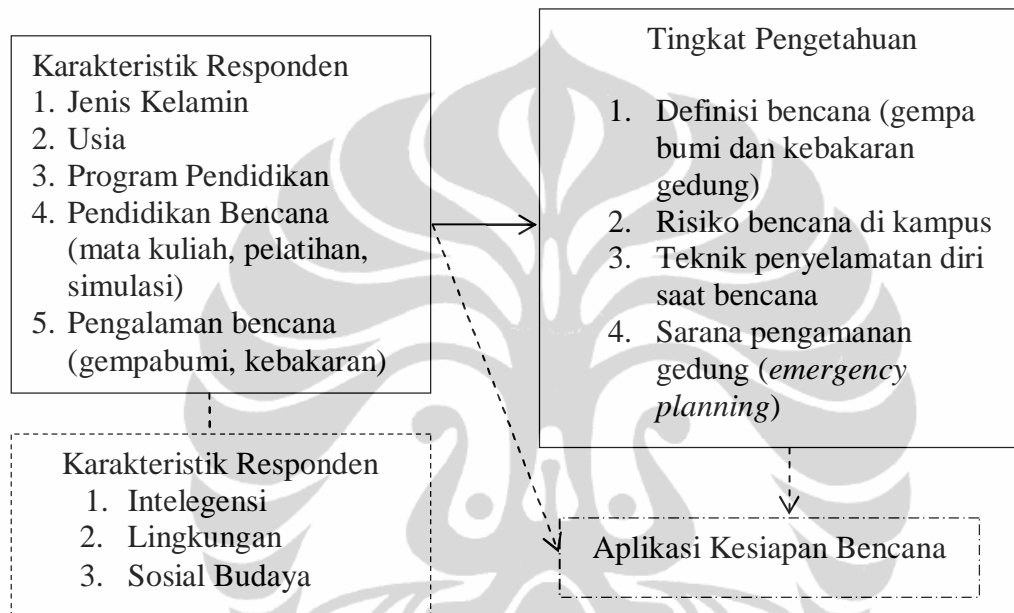 Karakteristik Responden
1. Jenis Kelamin
2. Usia
3. Program Pendidikan
4. Pendidikan Bencana
(mata kuliah, pelatihan,
simulasi)
5. Pengalaman bencana
(gempabumi, kebakaran)
Tingkat Pengetahuan
1. Definisi bencana (gempa
bumi dan kebakaran
gedung)
2. Risiko bencana di kampus
3. Teknik penyelamatan diri
saat bencana
4. Sarana pengamanan
gedung (emergency
planning)
Karakteristik Responden
1. Intelegensi
2. Lingkungan
3. Sosial Budaya
Aplikasi Kesiapan Bencana